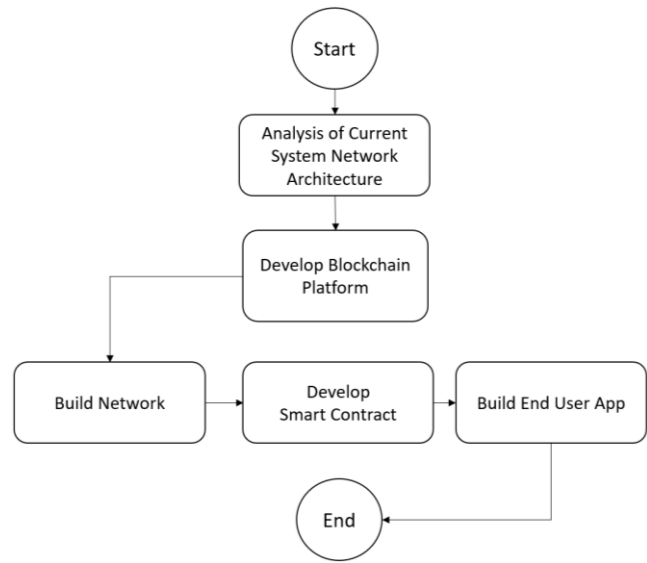 Start
Analysis of Current
System Network
Architecture
Develop Blockchain
Platform
Build Network
Develop
Smart Contract
Build End User App
End